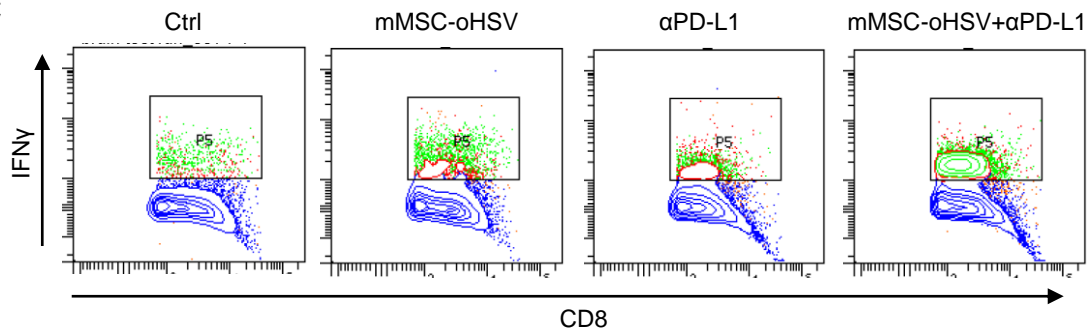 Ctrl
mMSC-oHSV
αPD-L1
mMSC-oHSV+αPD-L1
IFNγ
P5
P5
P5
P5
CD8